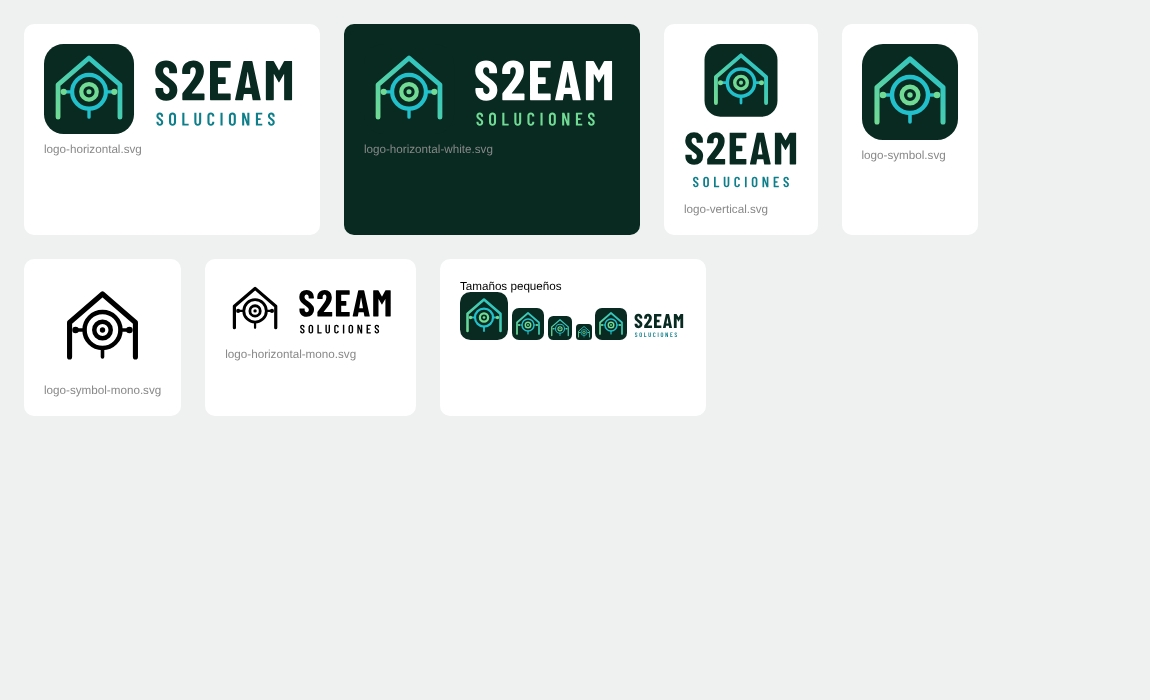 S2EAM
SOLUCIONES
logo-horizontal.svg
S2EAM
SOLUCIONES
logo-horizontal-white.svg
S2EAM
SOLUCIONES
logo-vertical.svg
logo-symbol.svg
logo-symbol-mono.svg
S2EAM
SOLUCIONES
logo-horizontal-mono.svg
Tamaños pequeños
S2EAM
SOLUCIONES